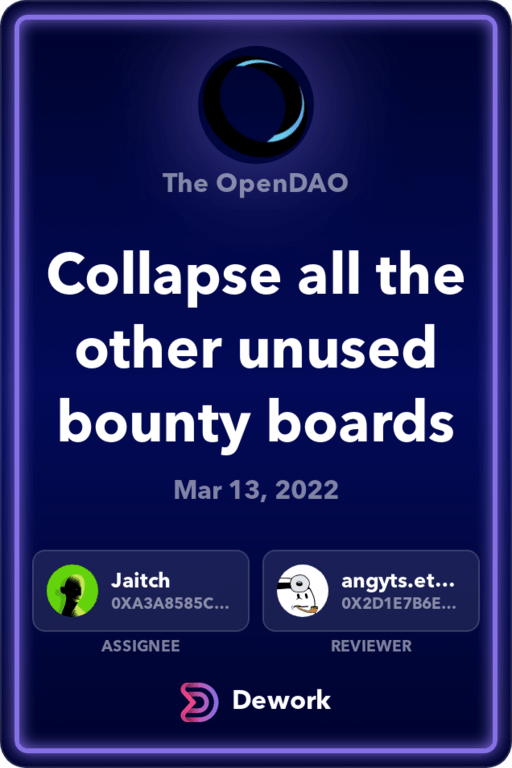 The OpenDAO
Collapse all the
other unused
bounty boards
Mar 13, 2022
Jaitch
0XA3A8585C...
ASSIGNEE
angyts.et...
0X2D1E7B6E...
REVIEWER
Dework